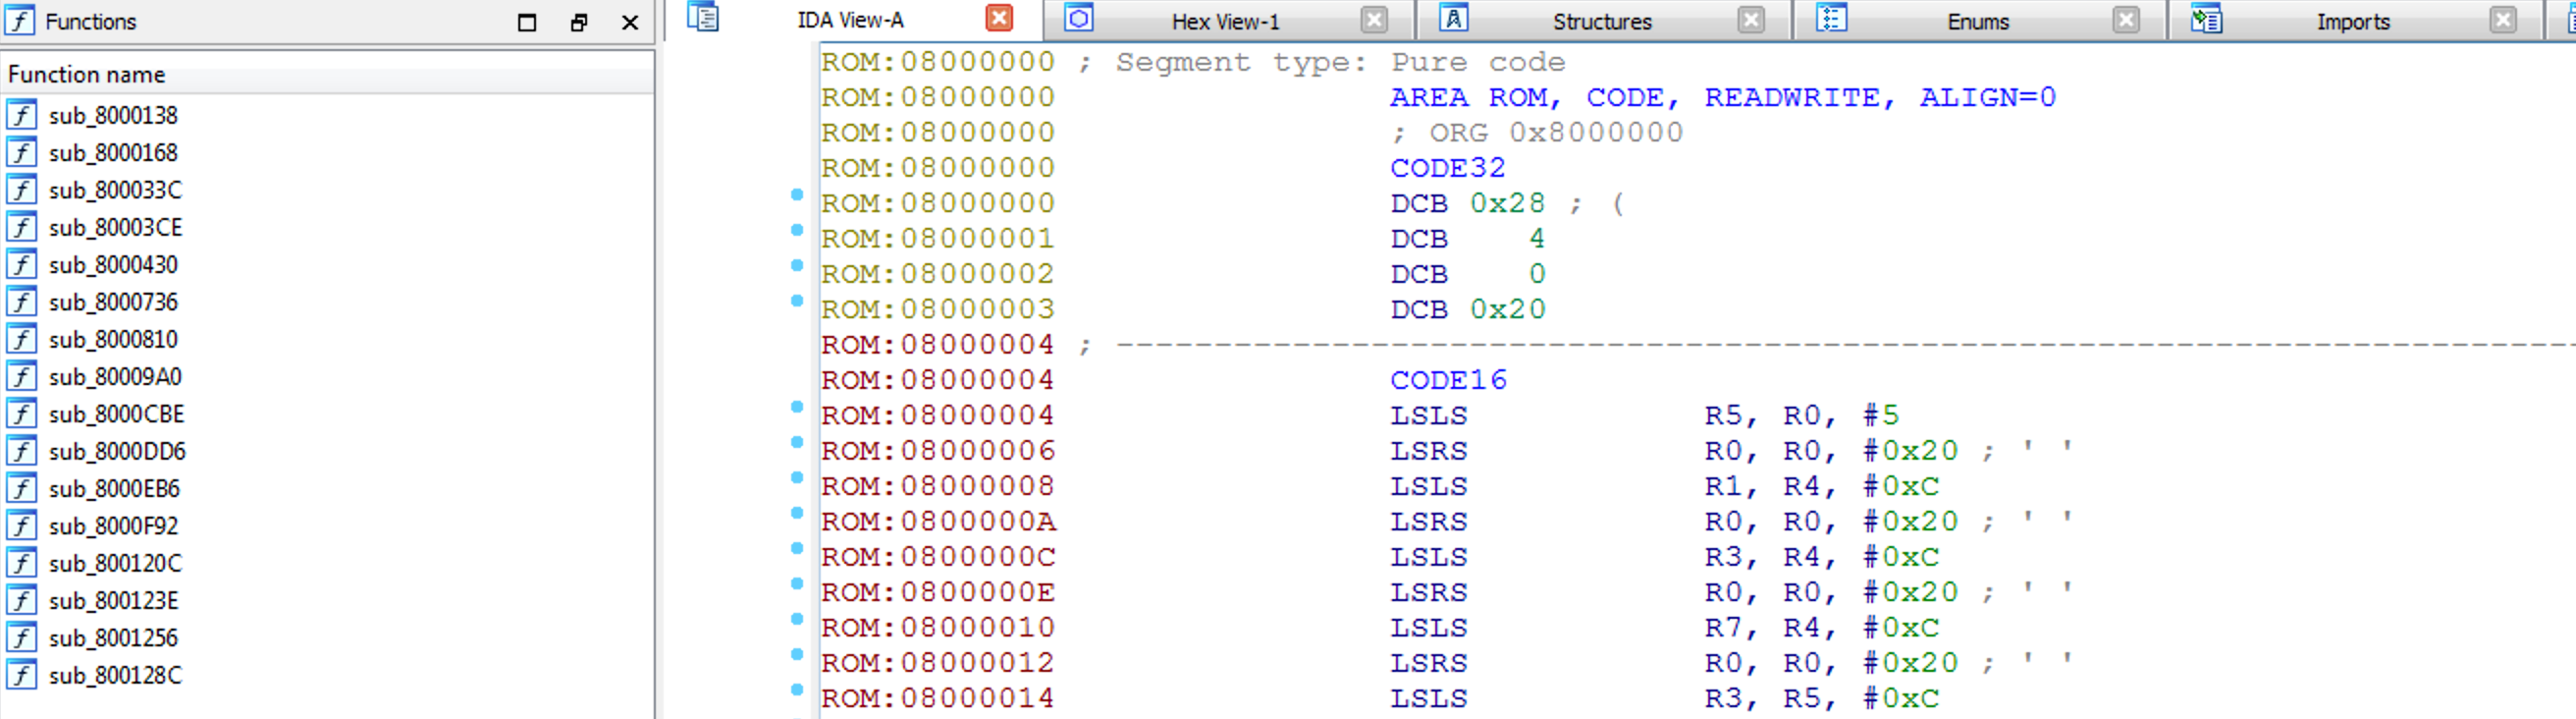 Functions
IDA View-A
Hex View-1
Structures
Enums
Imports
Function name
sub_8000138
sub_8000168
sub_800033C
sub_80003CE
sub_8000430
sub_8000736
sub_8000810
sub_80009A0
sub_8000CBE
sub_8000DD6
sub_8000EB6
sub_8000F92
sub_800120C
sub_800123E
sub_8001256
sub_800128C
ROM:08000000 ; Segment type: Pure code
ROM:08000000 AREA ROM, CODE, READWRITE, ALIGN=0
ROM:08000000 ; ORG 0x8000000
ROM:08000000 CODE32
ROM:08000000 DCB 0x28 ; (
ROM:08000001 DCB 4
ROM:08000002 DCB 0
ROM:08000003 DCB 0x20
ROM:08000004 ; ---------------------------------------------------------------------------
ROM:08000004 CODE16
ROM:08000004 LSLS R5, R0, #5
ROM:08000006 LSRS R0, R0, #0x20 ; ' '
ROM:08000008 LSLS R1, R4, #0xC
ROM:0800000A LSRS R0, R0, #0x20 ; ' '
ROM:0800000C LSLS R3, R4, #0xC
ROM:0800000E LSRS R0, R0, #0x20 ; ' '
ROM:08000010 LSLS R7, R4, #0xC
ROM:08000012 LSRS R0, R0, #0x20 ; ' '
ROM:08000014 LSLS R3, R5, #0xC